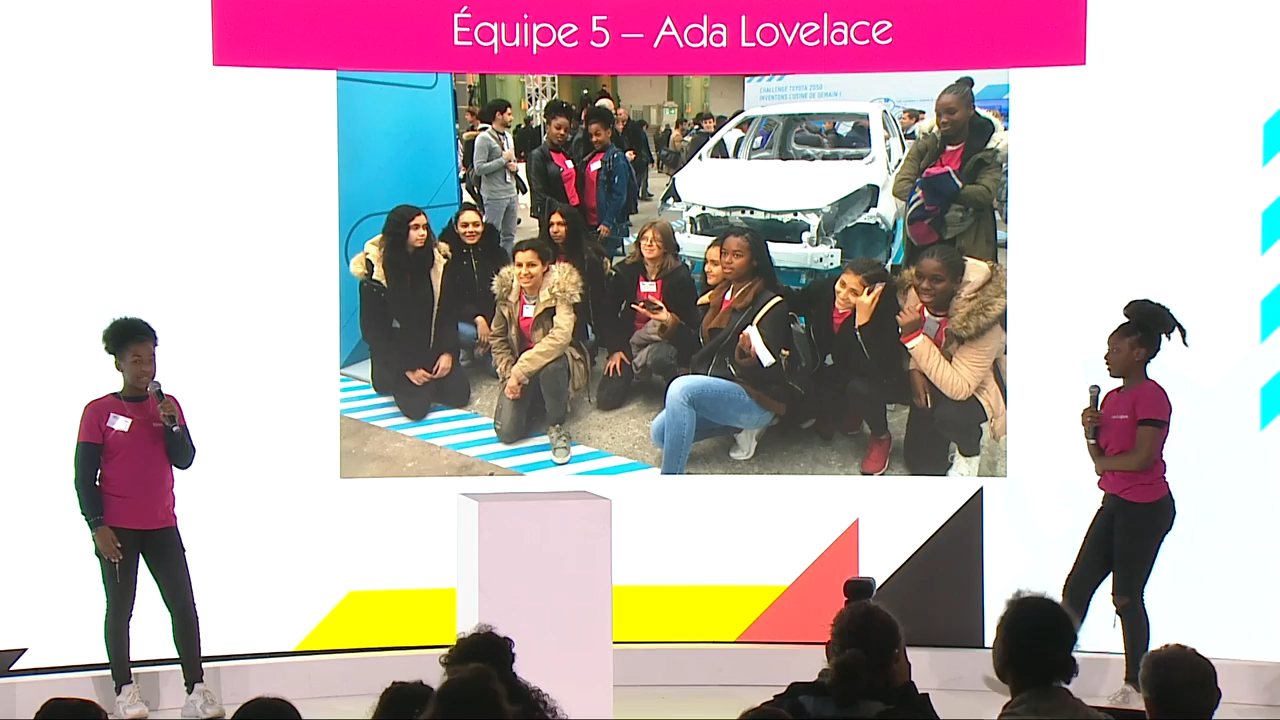 Équipe 5 – Ada Lovelace
CHALLENGE TOYOTA 2050 :
INVENTONS L'USINE DE DEMAIN !